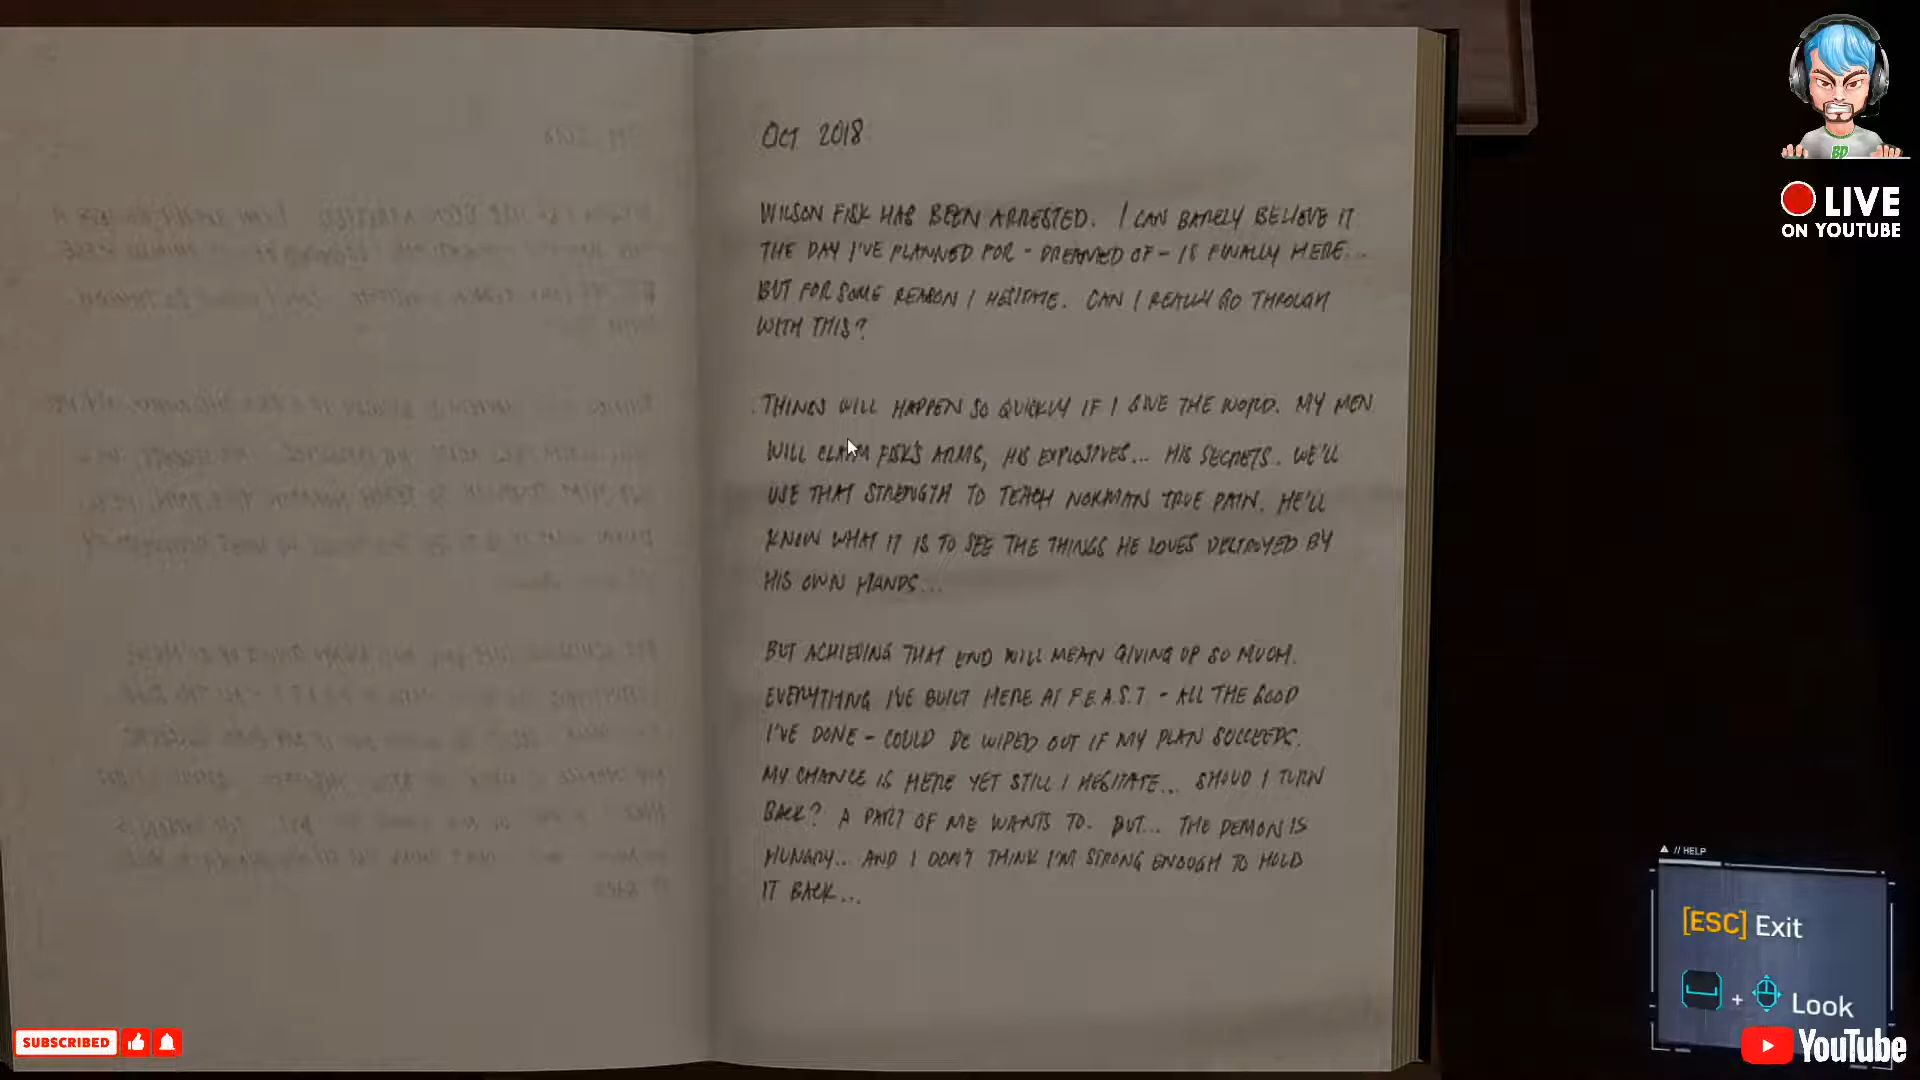 OCT 2018
WILSON FISK HAS BEEN ARRESTED. I CAN BARELY BELIEVE IT
THE DAY I'VE PLANNED FOR - DREAMED OF - IS FINALLY HERE...
BUT FOR SOME REASON I HESITATE. CAN I REALLY GO THROUGH
WITH THIS?
THINGS WILL HAPPEN SO QUICKLY IF I GIVE THE WORD. MY MEN
WILL CLAIM FISK'S ARMS, HIS EXPLOSIVES... HIS SECRETS. WE'LL
USE THAT STRENGTH TO TEACH NORMAN TRUE PAIN. HE'LL
KNOW WHAT IT IS TO SEE THE THINGS HE LOVES DESTROYED BY
HIS OWN HANDS...
BUT ACHIEVING THAT END WILL MEAN GIVING UP SO MUCH.
EVERYTHING I'VE BUILT HERE AT F.E.A.S.T - ALL THE GOOD
I'VE DONE - COULD BE WIPED OUT IF MY PLAN SUCCEEDS.
MY CHANCE IS HERE YET STILL I HESITATE... SHOUD I TURN
BACK? A PART OF ME WANTS TO. BUT... THE DEMON IS
HUNGRY... AND I DON'T THINK I'M STRONG ENOUGH TO HOLD
IT BACK...
BD
LIVE
ON YOUTUBE
// HELP
[ESC] Exit
+ Look
SUBSCRIBED
YouTube